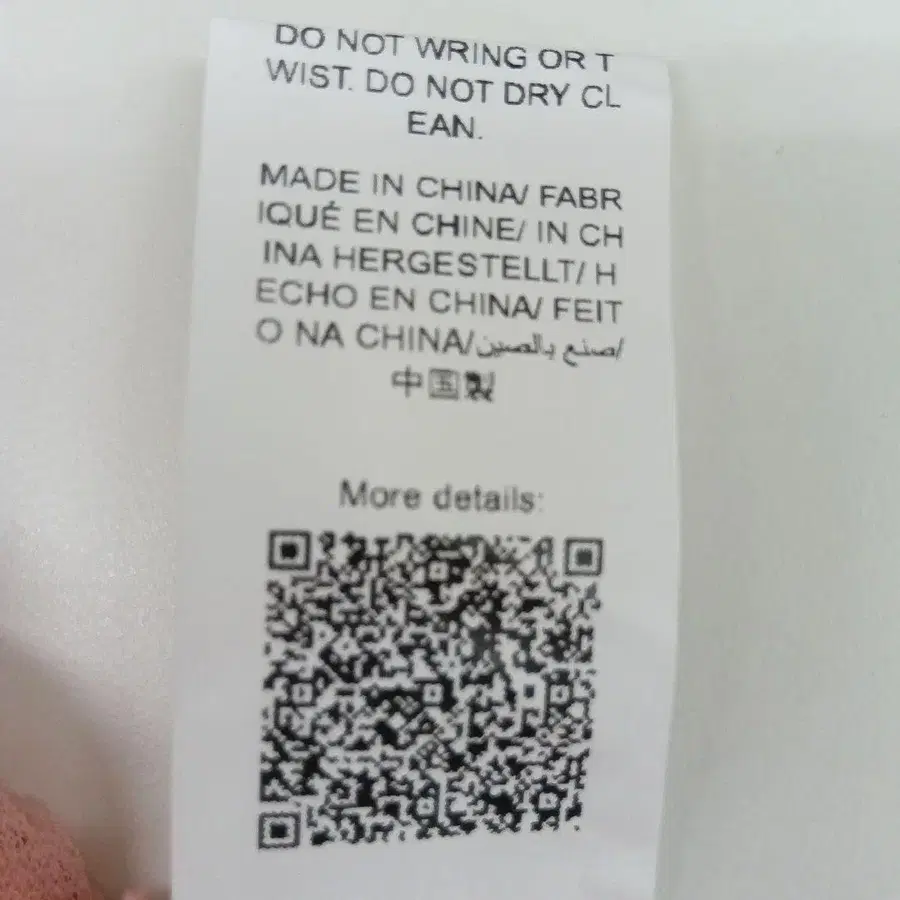 DO NOT WRING OR T
WIST. DO NOT DRY CL
EAN.
MADE IN CHINA/ FABR
IQUÉ EN CHINE/ IN CH
INA HERGESTELLT/ H
ECHO EN CHINA/ FEIT
O NA CHINA/صنع بالصين/
中国製
More details: